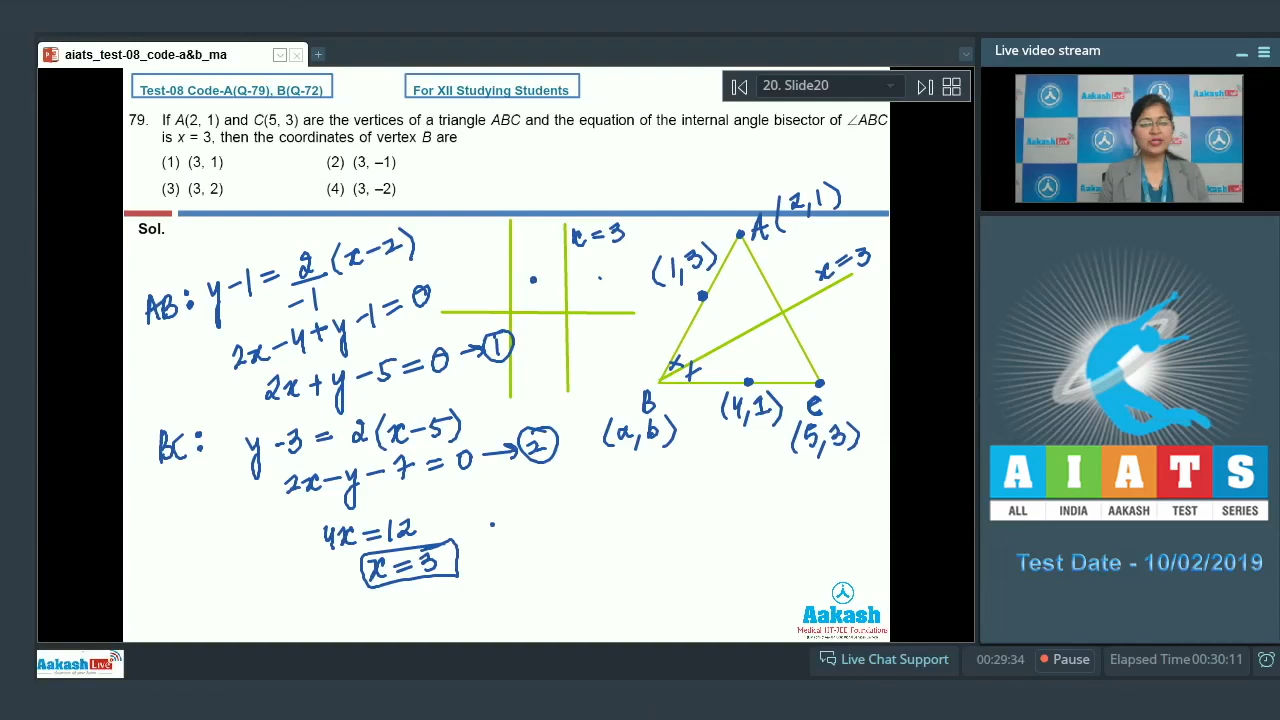 aiats_test-08_code-a&b_ma
Live video stream
Test-08 Code-A(Q-79), B(Q-72)
For XII Studying Students
20. Slide20
79. If A(2, 1) and C(5, 3) are the vertices of a triangle ABC and the equation of the internal angle bisector of ∠ABC
is x = 3, then the coordinates of vertex B are
(1) (3, 1)
(2) (3, –1)
(3) (3, 2)
(4) (3, –2)
Sol.
AB: y-1 = 2/-1 (x-2)
2x-4+y-1=0
2x+y-5=0 → 1
BC: y-3 = 2(x-5)
2x-y-7=0 → 2
4x=12
x=3
x=3
A(2,1)
(1,3)
x=3
B
(a,b)
(4,1)
C
(5,3)
Aakash
Medical|IIT-JEE|Foundations
A I A T S
ALL INDIA AAKASH TEST SERIES
Test Date - 10/02/2019
Aakash Live
Live Chat Support
00:29:34
Pause
Elapsed Time 00:30:11